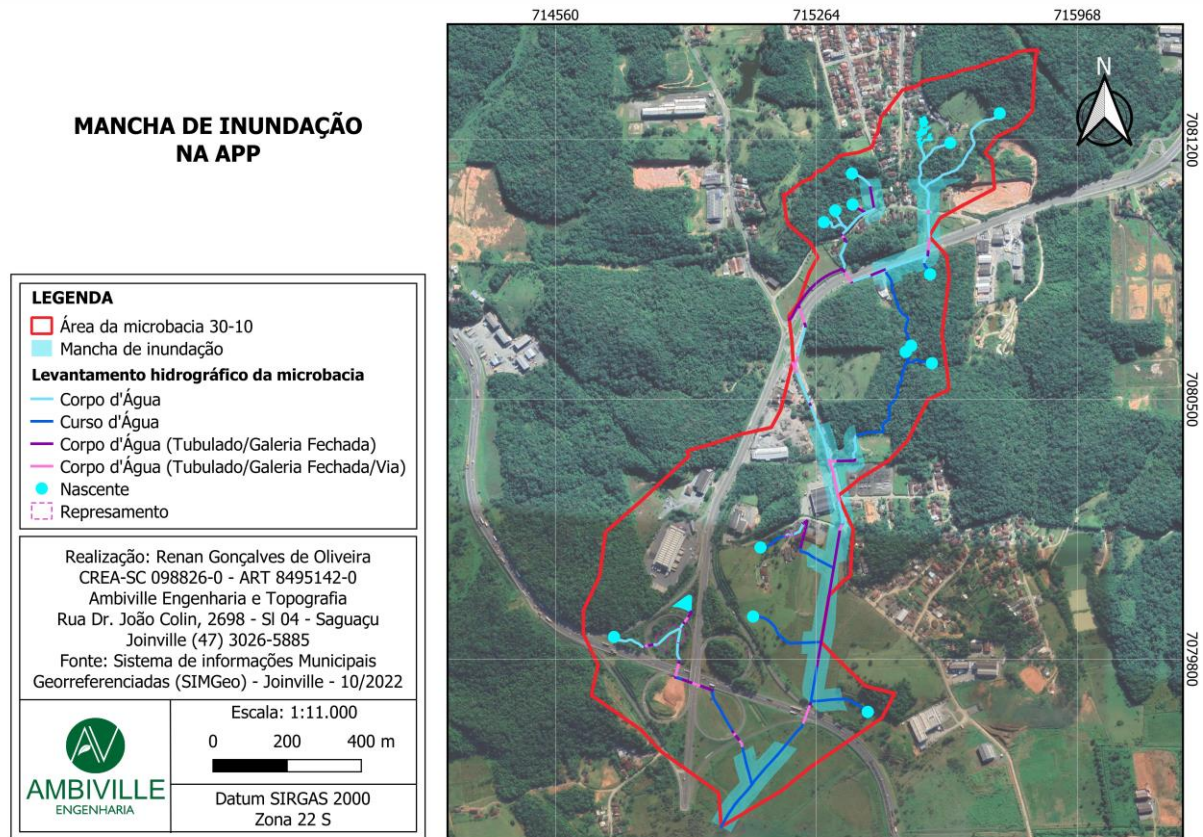 MANCHA DE INUNDAÇÃO
NA APP
714560
715264
715968
N
7081200
7080500
7079800
LEGENDA
Área da microbacia 30-10
Mancha de inundação
Levantamento hidrográfico da microbacia
Corpo d'Água
Curso d'Água
Corpo d'Água (Tubulado/Galeria Fechada)
Corpo d'Água (Tubulado/Galeria Fechada/Via)
Nascente
Represamento
Realização: Renan Gonçalves de Oliveira
CREA-SC 098826-0 - ART 8495142-0
Ambiville Engenharia e Topografia
Rua Dr. João Colin, 2698 - Sl 04 - Saguaçu
Joinville (47) 3026-5885
Fonte: Sistema de informações Municipais
Georreferenciadas (SIMGeo) - Joinville - 10/2022
AMBIVILLE
ENGENHARIA
Escala: 1:11.000
0 200 400 m
Datum SIRGAS 2000
Zona 22 S